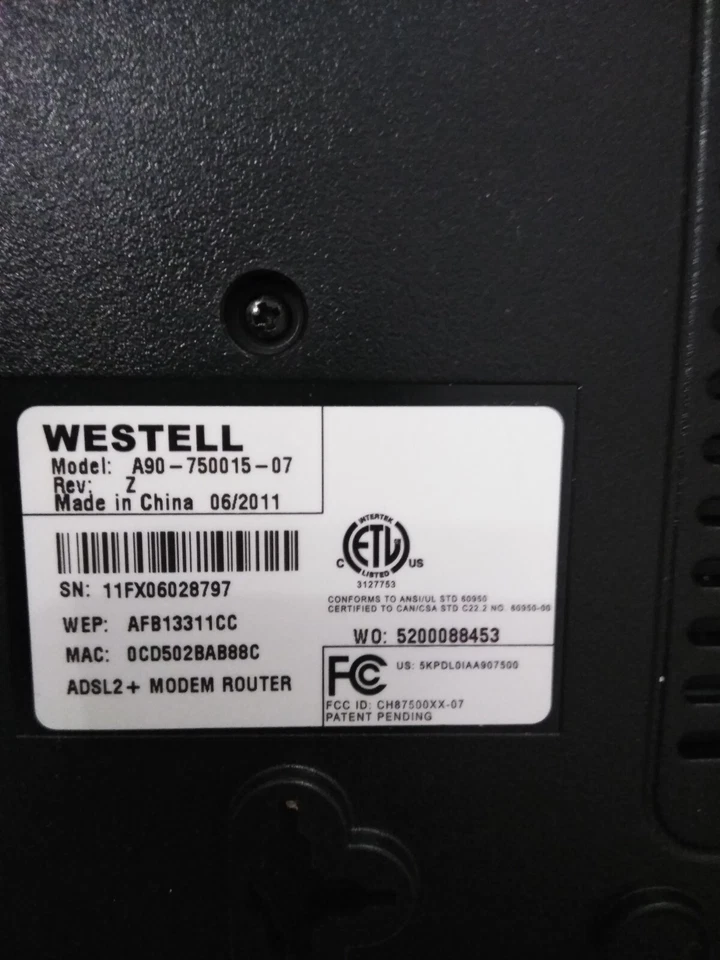 WESTELL
Model: A90-750015-07
Rev: Z
Made in China 06/2011
SN: 11FX06028797
WEP: AFB13311CC
MAC: 0CD502BAB88C
ADSL2+ MODEM ROUTER
INTERTEK
C ETL US
LISTED
3127753
CONFORMS TO ANSI/UL STD 60950
CERTIFIED TO CAN/CSA STD C22.2 NO. 60950-00
WO: 5200088453
FC US: 5KPDL0IAA907500
FCC ID: CH87500XX-07
PATENT PENDING